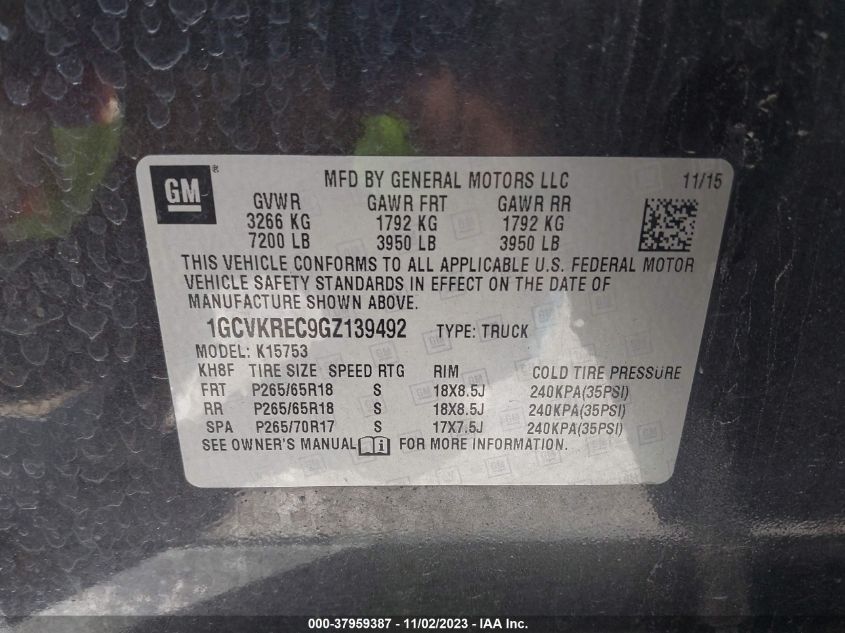 GM ®
MFD BY GENERAL MOTORS LLC 11/15
GVWR GAWR FRT GAWR RR
3266 KG 1792 KG 1792 KG
7200 LB 3950 LB 3950 LB
THIS VEHICLE CONFORMS TO ALL APPLICABLE U.S. FEDERAL MOTOR
VEHICLE SAFETY STANDARDS IN EFFECT ON THE DATE OF
MANUFACTURE SHOWN ABOVE.
1GCVKREC9GZ139492 TYPE: TRUCK
MODEL: K15753
KH8F TIRE SIZE SPEED RTG RIM COLD TIRE PRESSURE
FRT P265/65R18 S 18X8.5J 240KPA(35PSI)
RR P265/65R18 S 18X8.5J 240KPA(35PSI)
SPA P265/70R17 S 17X7.5J 240KPA(35PSI)
SEE OWNER'S MANUAL FOR MORE INFORMATION.
000-37959387 - 11/02/2023 - Copyright © 2023 IAA, Inc.